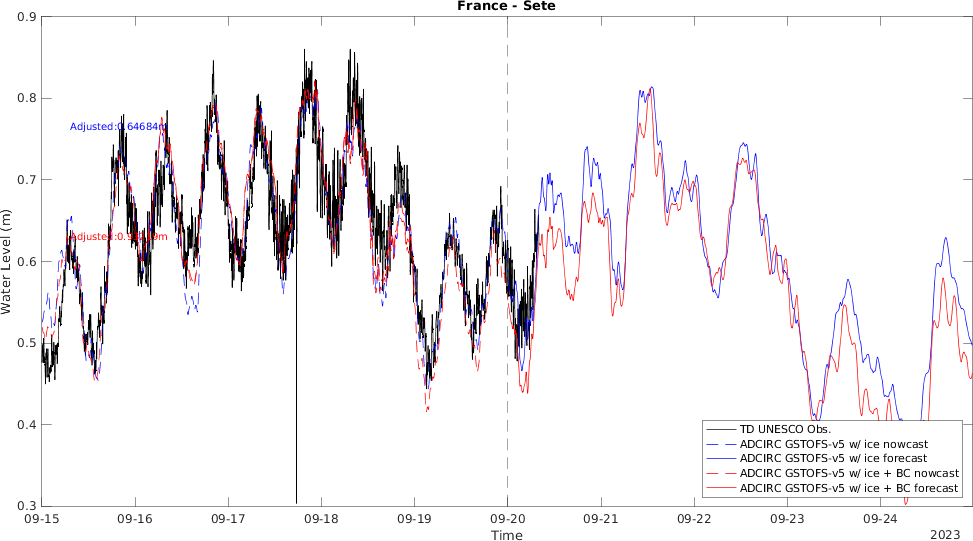 France - Sete
0.9
0.8
0.7
0.6
0.5
0.4
0.3
Water Level (m)
Adjusted:0.64684m
09-15
09-16
09-17
09-18
09-19
09-20
09-21
09-22
09-23
09-24
Time
2023
TD UNESCO Obs.
ADCIRC GSTOFS-v5 w/ ice nowcast
ADCIRC GSTOFS-v5 w/ ice forecast
ADCIRC GSTOFS-v5 w/ ice + BC nowcast
ADCIRC GSTOFS-v5 w/ ice + BC forecast